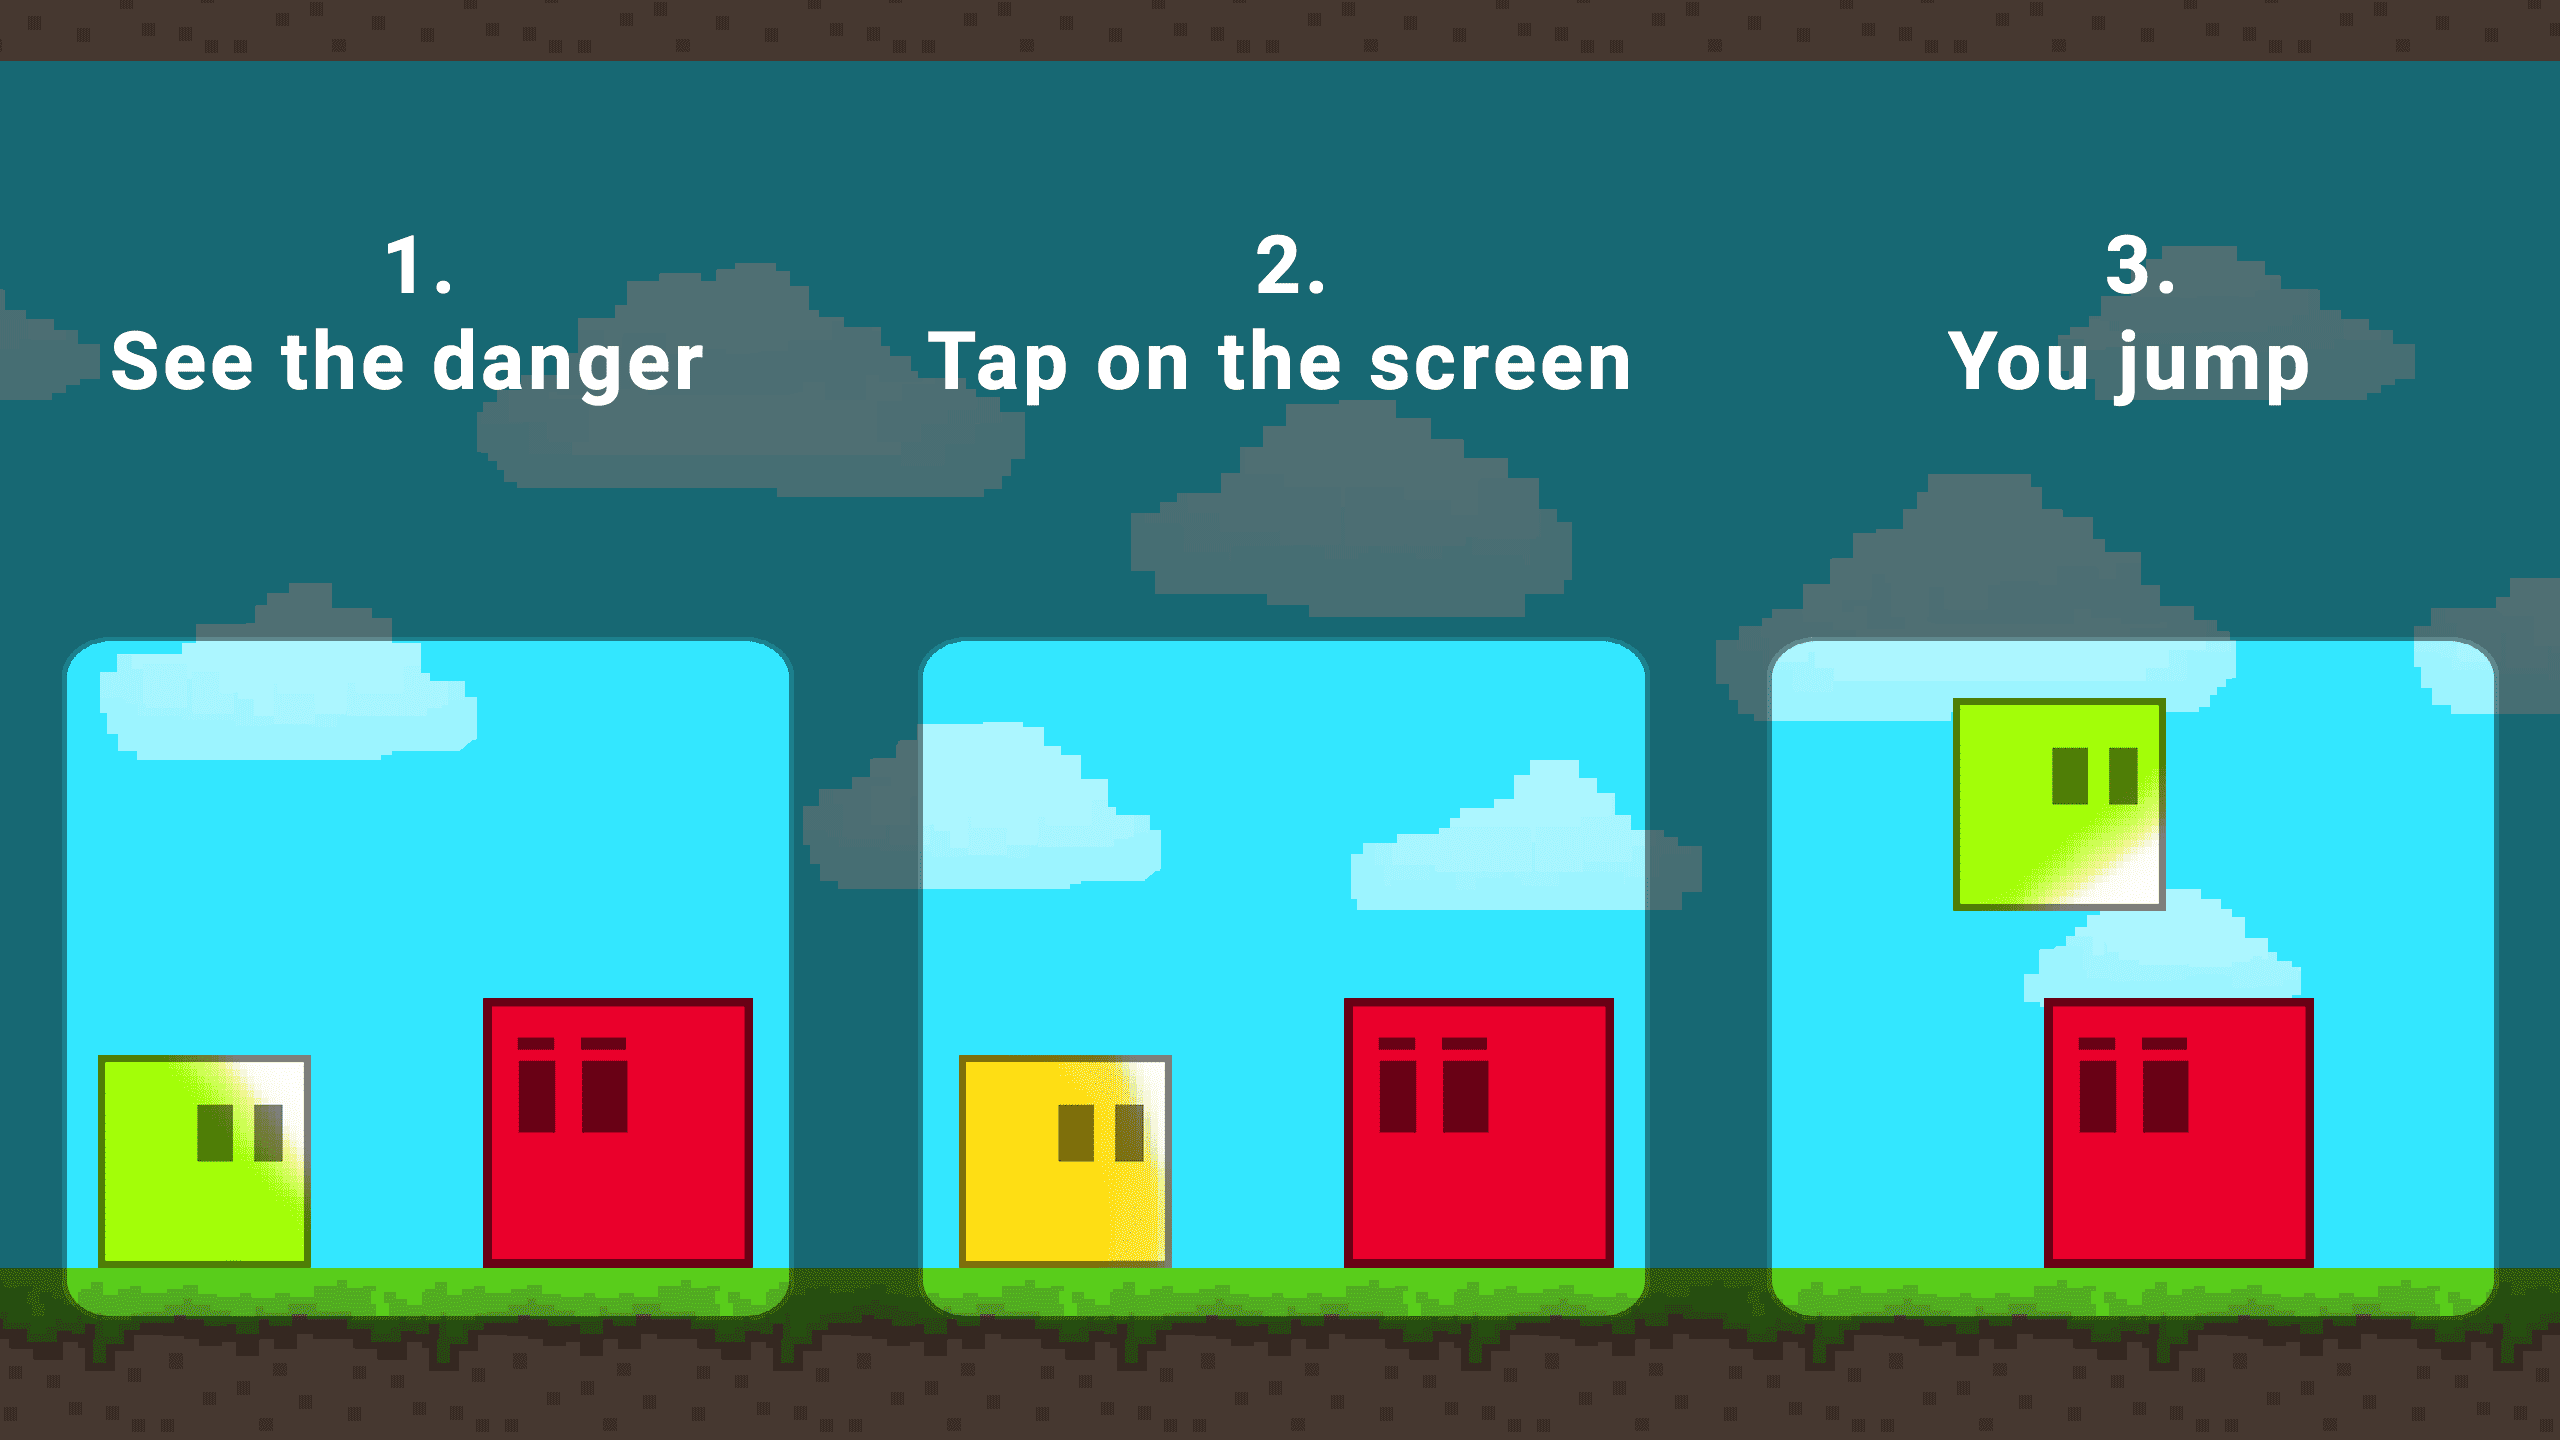 1.
See the danger
2.
Tap on the screen
3.
You jump